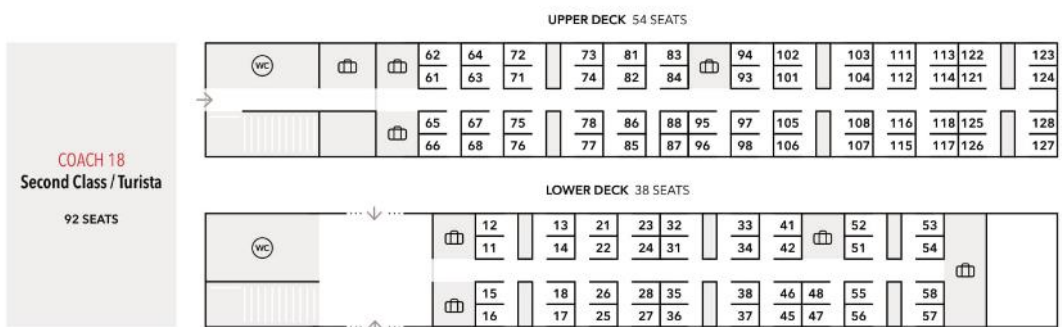 UPPER DECK 54 SEATS
WC 62 64 72 73 81 83 94 102 103 111 113 122 123
61 63 71 74 82 84 93 101 104 112 114 121 124
65 67 75 78 86 88 95 97 105 108 116 118 125 128
66 68 76 77 85 87 96 98 106 107 115 117 126 127
COACH 18
Second Class / Turista
92 SEATS
LOWER DECK 38 SEATS
WC 12 13 21 23 32 33 41 52 53
11 14 22 24 31 34 42 51 54
15 18 26 28 35 38 46 48 55 58
16 17 25 27 36 37 45 47 56 57